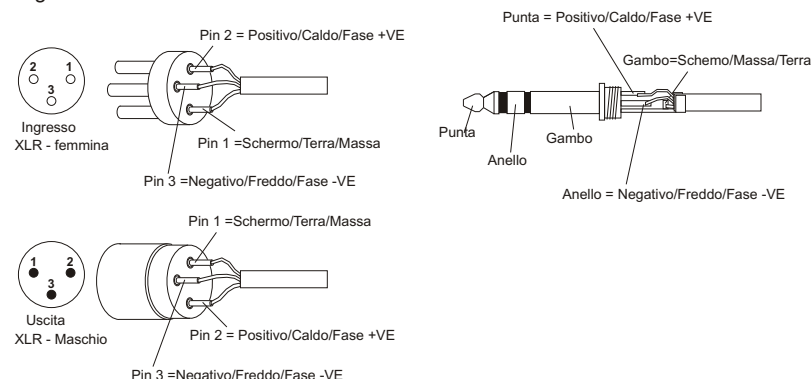 Pin 2 = Positivo/Caldo/Fase +VE
2 1
3
Ingresso
XLR - femmina
Pin 1 =Schermo/Terra/Massa
Pin 3 =Negativo/Freddo/Fase -VE
Punta = Positivo/Caldo/Fase +VE
Gambo=Schemo/Massa/Terra
Punta
Anello
Gambo
Anello = Negativo/Freddo/Fase -VE
Pin 1 =Schermo/Terra/Massa
1 2
3
Uscita
XLR - Maschio
Pin 2 = Positivo/Caldo/Fase +VE
Pin 3 =Negativo/Freddo/Fase -VE